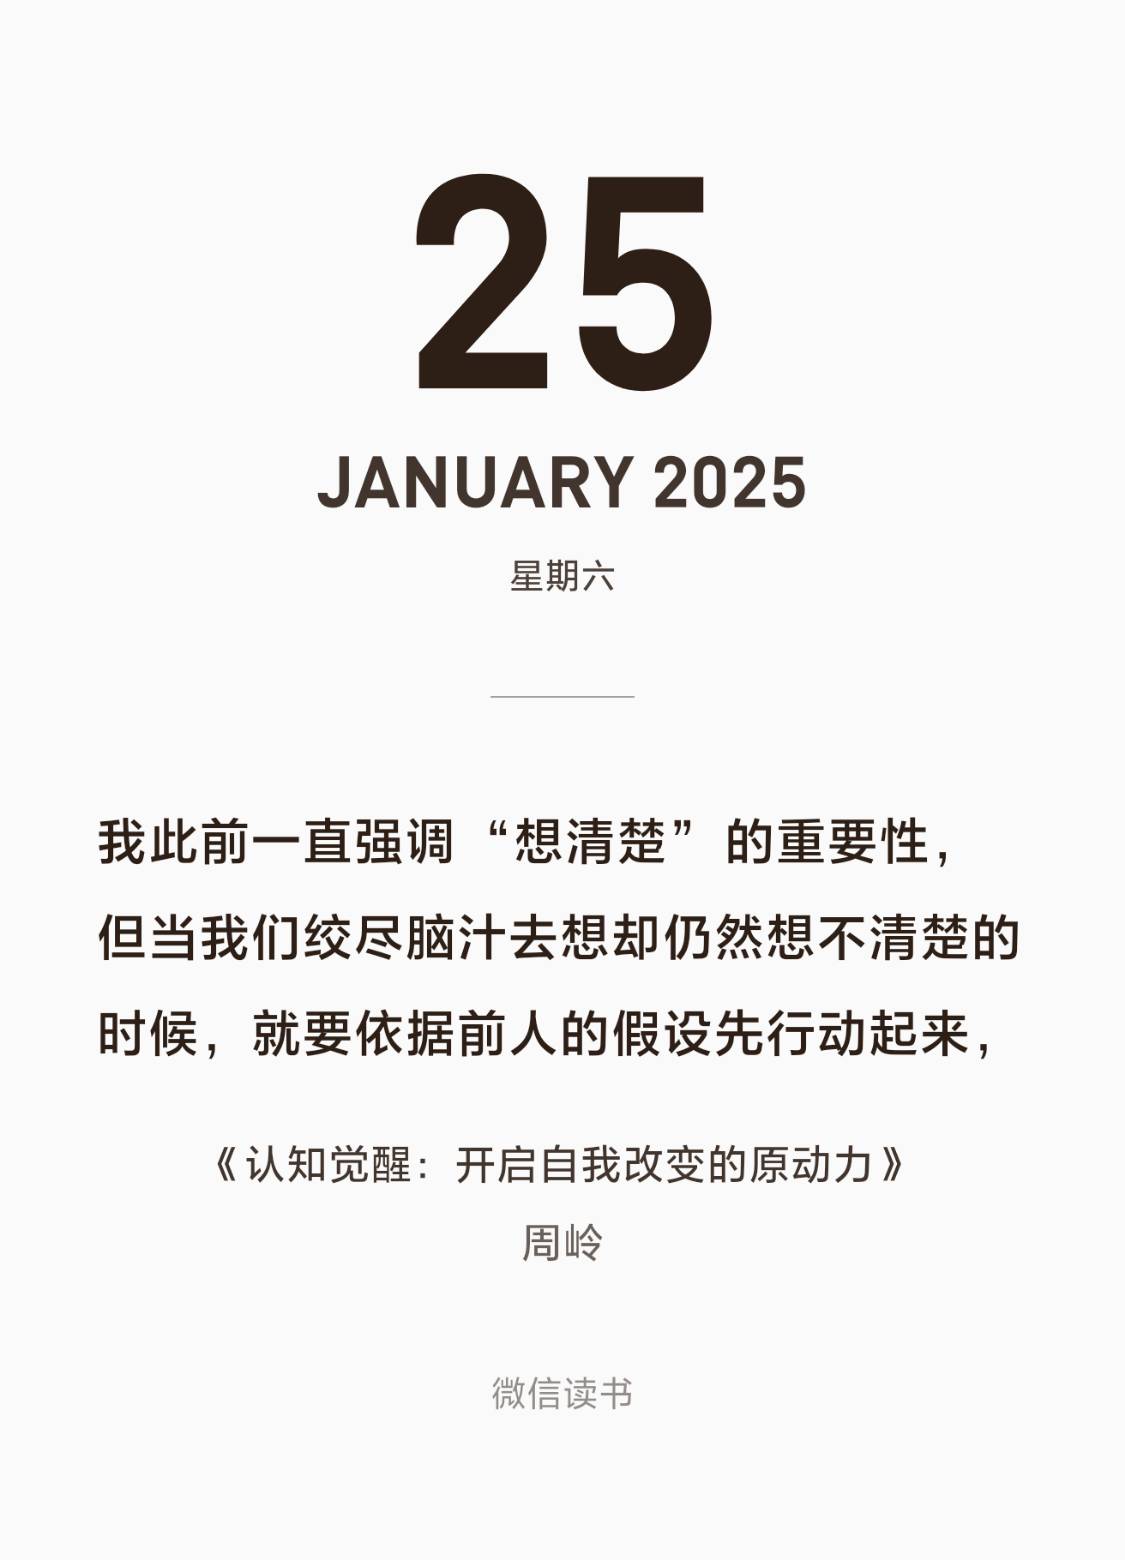 25
JANUARY 2025
星期六
我此前一直强调“想清楚”的重要性，
但当我们绞尽脑汁去想却仍然想不清楚的
时候，就要依据前人的假设先行动起来，
《认知觉醒：开启自我改变的原动力》
周岭
微信读书